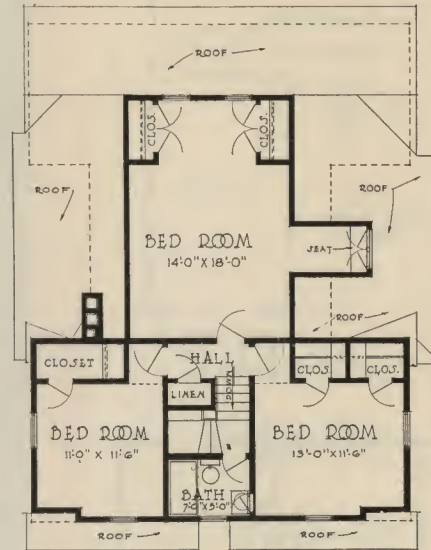 ROOF
CLOS.
CLOS.
ROOF
ROOF
BED ROOM
14'-0" X 18'-0"
SEAT
ROOF
HALL
CLOSET
DOWN
CLOS.
CLOS.
LINEN
BED ROOM
11'-0" X 11'-6"
BED ROOM
13'-0" X 11'-6"
BATH
7'-0" X 5'-0"
ROOF
ROOF